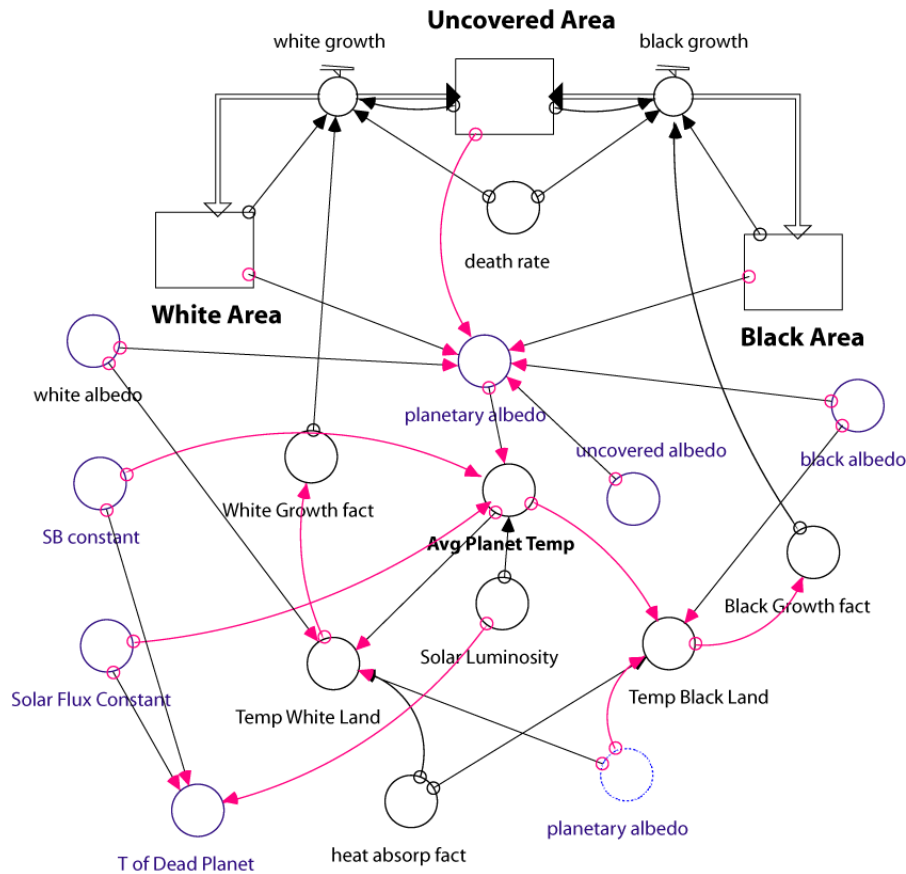 Uncovered Area
white growth
black growth
death rate
White Area
Black Area
white albedo
planetary albedo
uncovered albedo
black albedo
White Growth fact
SB constant
Avg Planet Temp
Black Growth fact
Solar Luminosity
Solar Flux Constant
Temp White Land
Temp Black Land
planetary albedo
heat absorp fact
T of Dead Planet